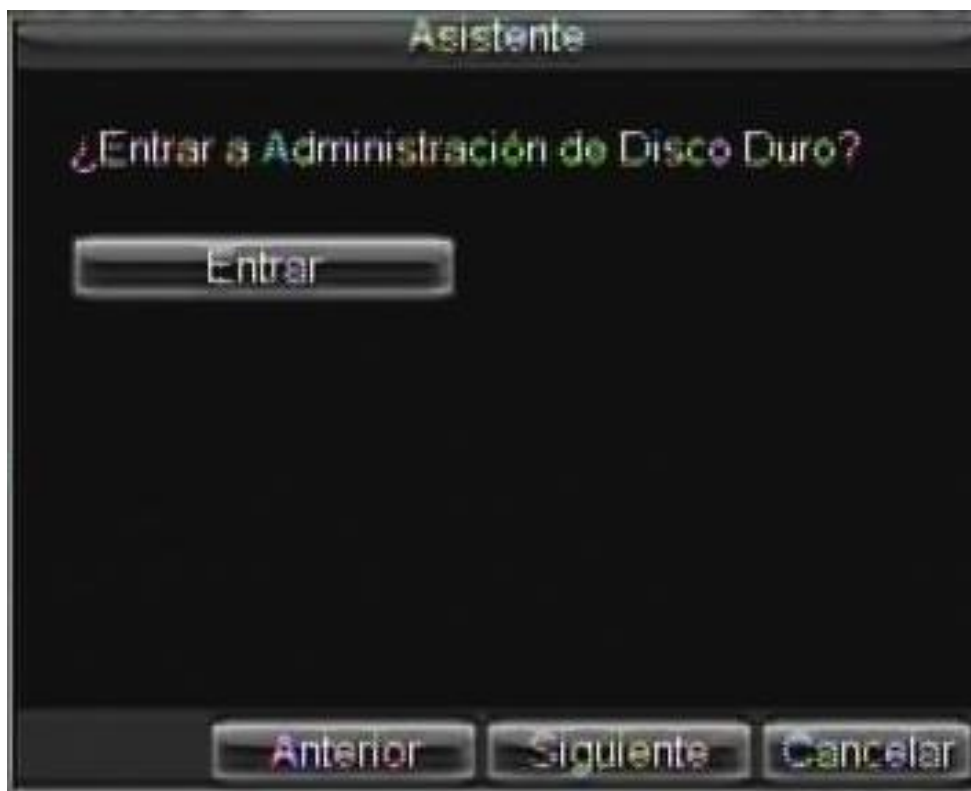 Asistente
¿Entrar a Administración de Disco Duro?
Entrar
Anterior Siguiente Cancelar